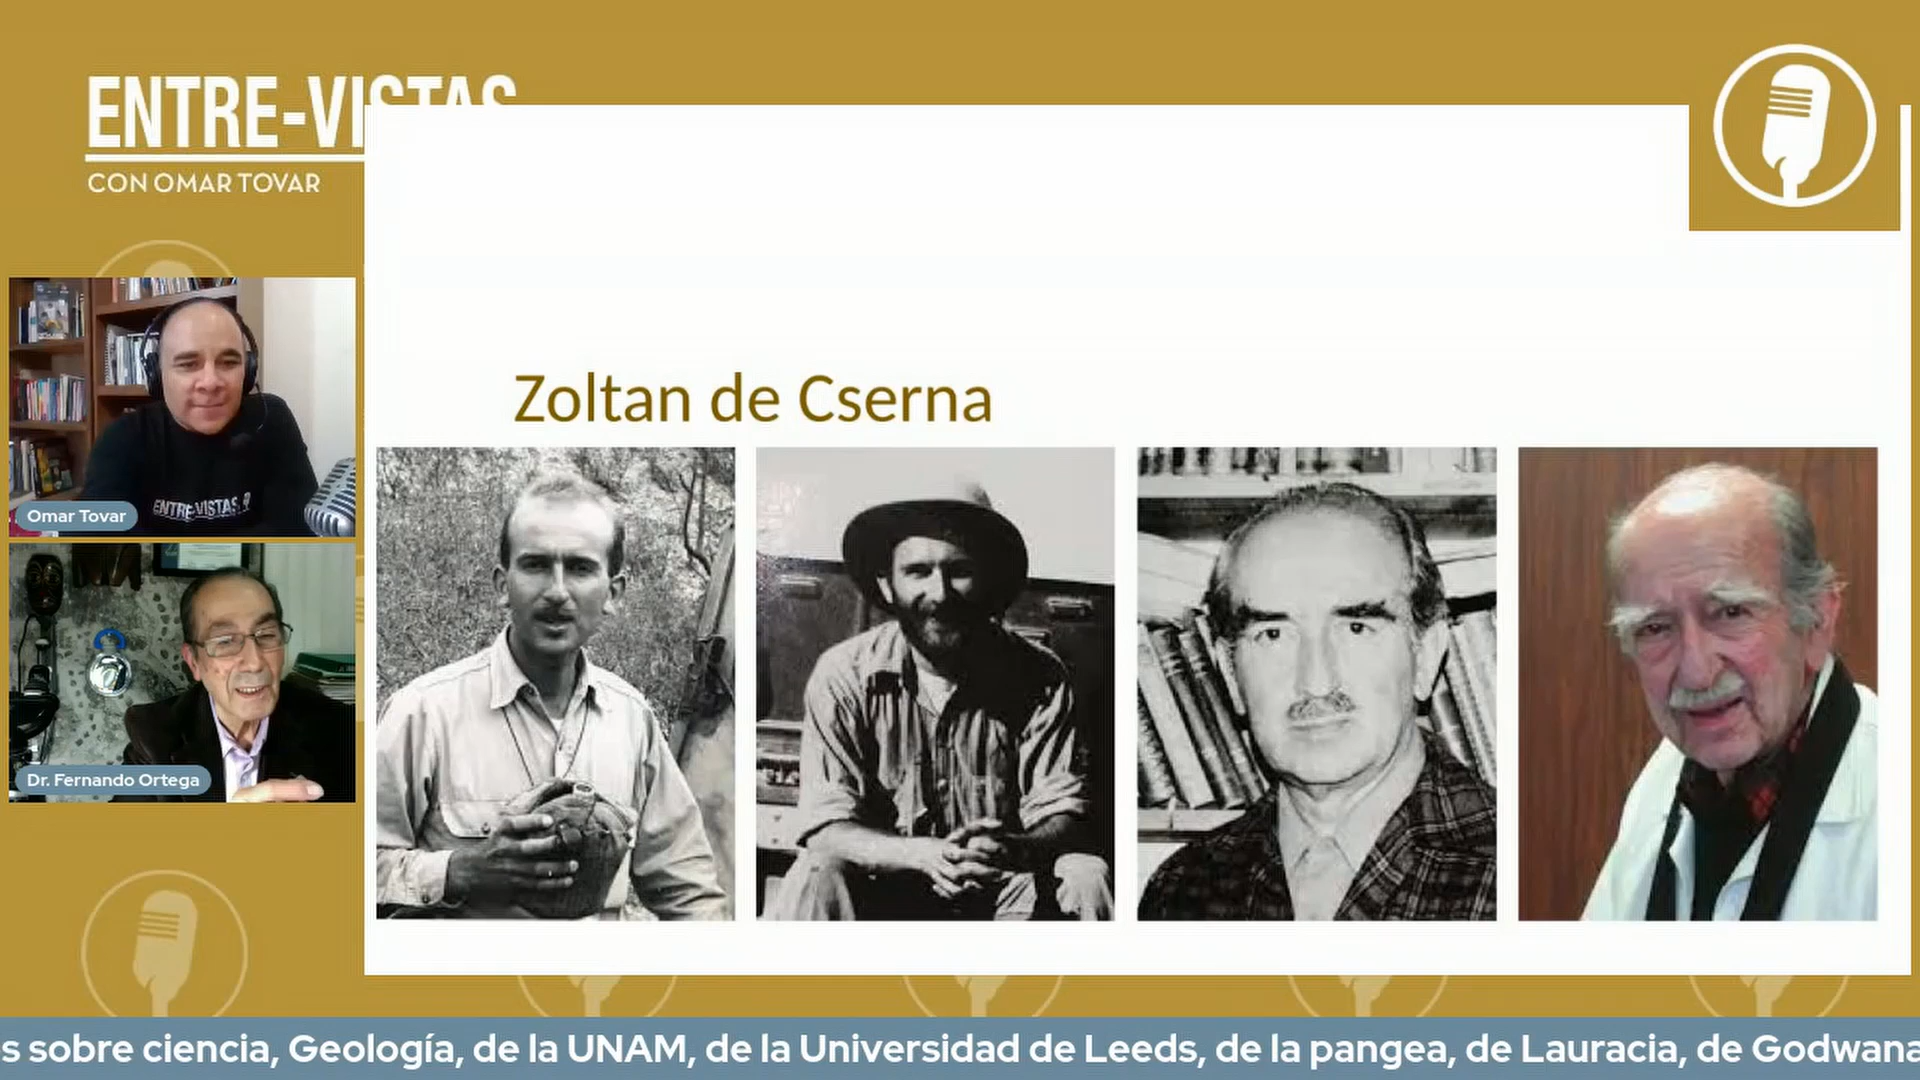 ENTRE-VISTAS
CON OMAR TOVAR
Zoltan de Cserna
ENTRE-VISTAS
Omar Tovar
Dr. Fernando Ortega
s sobre ciencia, Geología, de la UNAM, de la Universidad de Leeds, de la pangea, de Lauracia, de Godwana